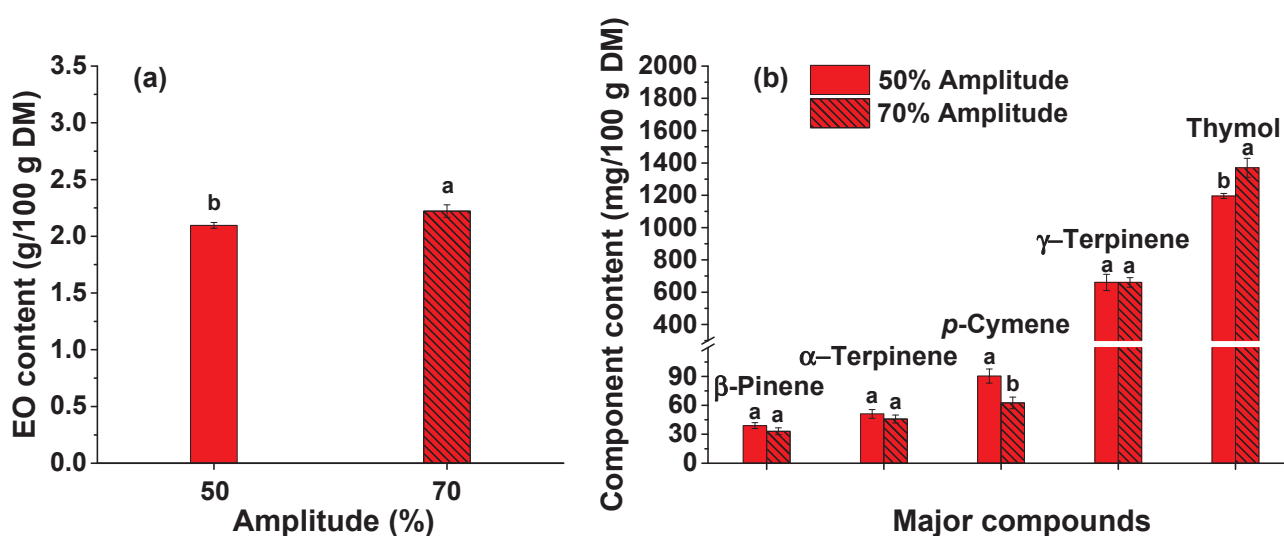 (a)
EO content (g/100 g DM)
3.5
3.0
2.5
2.0
1.5
1.0
0.5
0.0
b
a
50
70
Amplitude (%)
(b)
50% Amplitude
70% Amplitude
Component content (mg/100 g DM)
2000
1800
1600
1400
1200
1000
800
600
400
90
60
30
0
β-Pinene
a a
α–Terpinene
a a
p-Cymene
a b
γ–Terpinene
a a
Thymol
b a
Major compounds